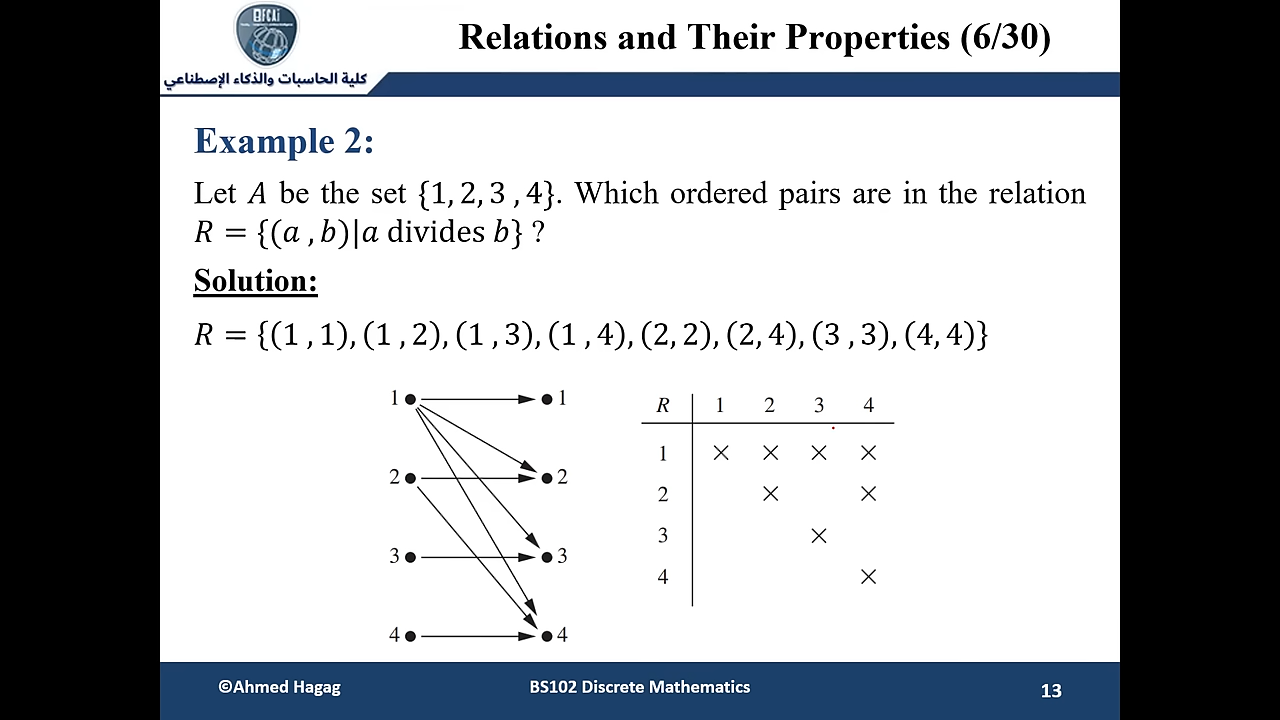 BFCAI
كلية الحاسبات والذكاء الإصطناعي
Relations and Their Properties (6/30)
Example 2:
Let A be the set {1, 2, 3 , 4}. Which ordered pairs are in the relation
R = {(a , b)|a divides b} ?
Solution:
R = {(1 , 1), (1 , 2), (1 , 3), (1 , 4), (2, 2), (2, 4), (3 , 3), (4, 4)}
1 1
2 2
3 3
4 4
R 1 2 3 4
1 × × × ×
2 × ×
3 ×
4 ×
©Ahmed Hagag BS102 Discrete Mathematics 13